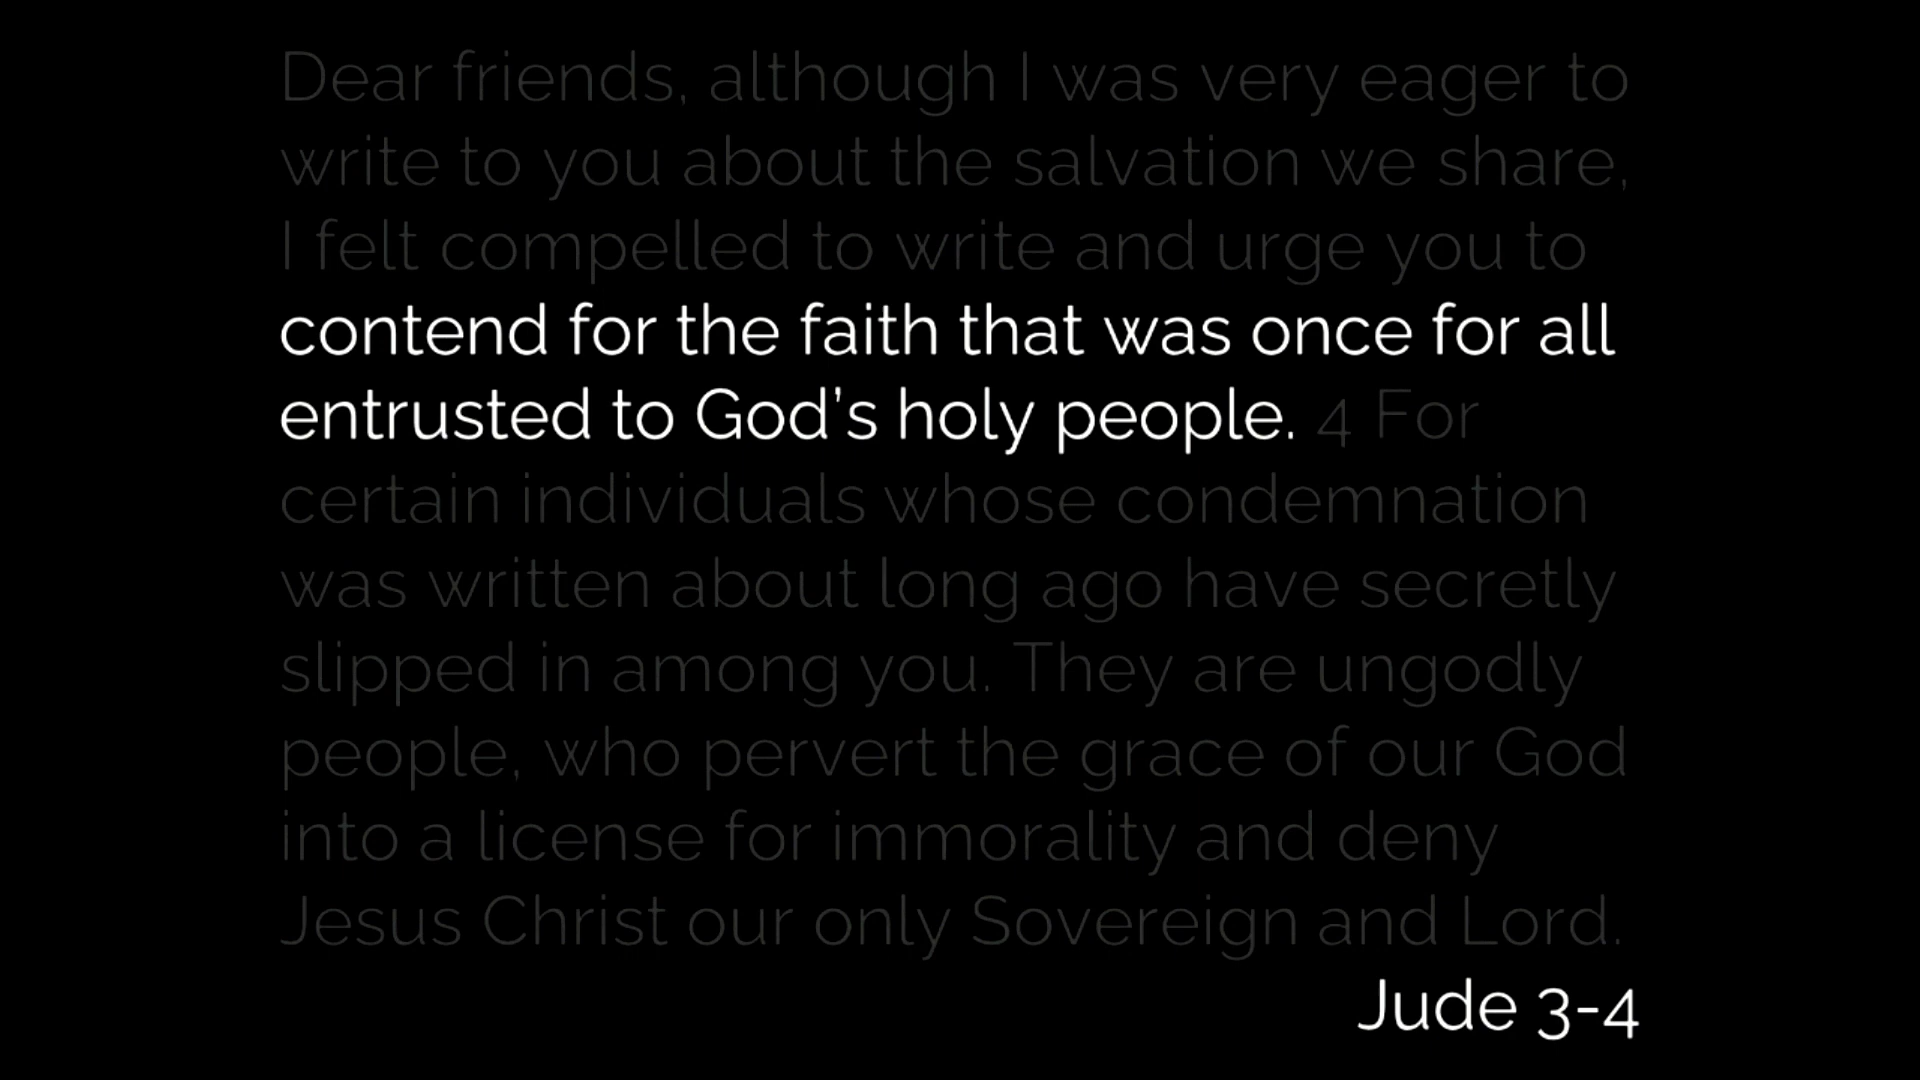 Dear friends, although I was very eager to
write to you about the salvation we share,
I felt compelled to write and urge you to
contend for the faith that was once for all
entrusted to God’s holy people. 4 For
certain individuals whose condemnation
was written about long ago have secretly
slipped in among you. They are ungodly
people, who pervert the grace of our God
into a license for immorality and deny
Jesus Christ our only Sovereign and Lord.
Jude 3-4